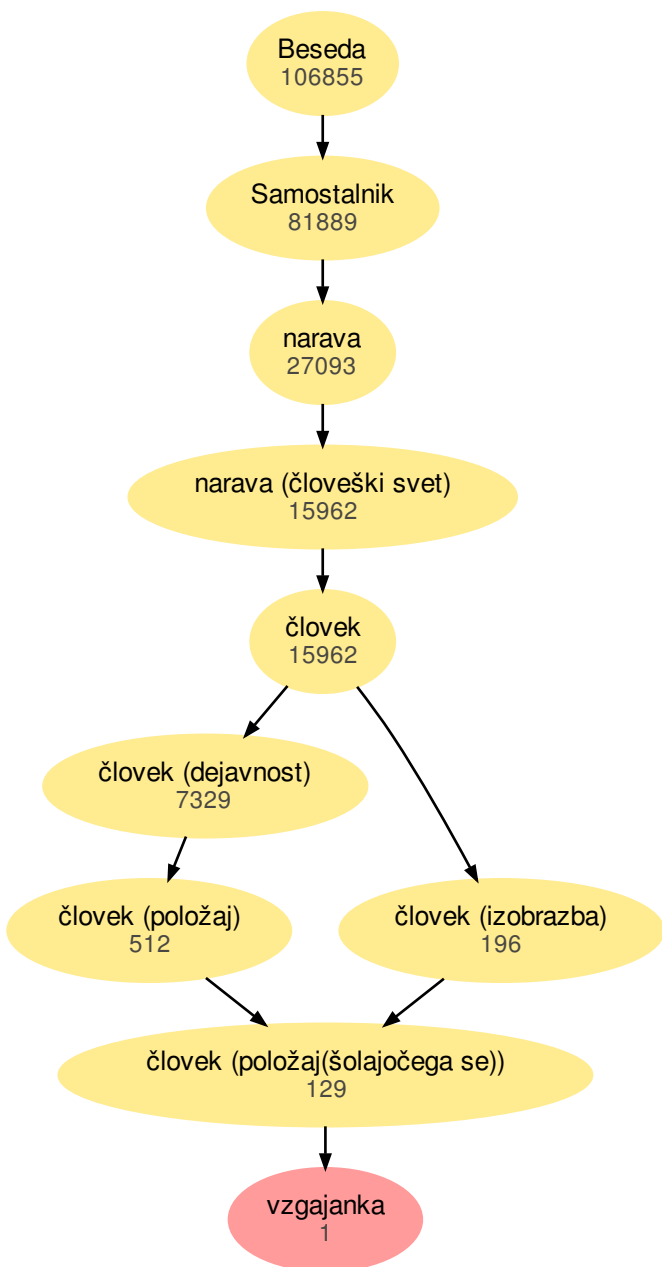 Beseda
106855
Samostalnik
81889
narava
27093
narava (človeški svet)
15962
človek
15962
človek (dejavnost)
7329
človek (položaj)
512
človek (izobrazba)
196
človek (položaj(šolajočega se))
129
vzgajanka
1